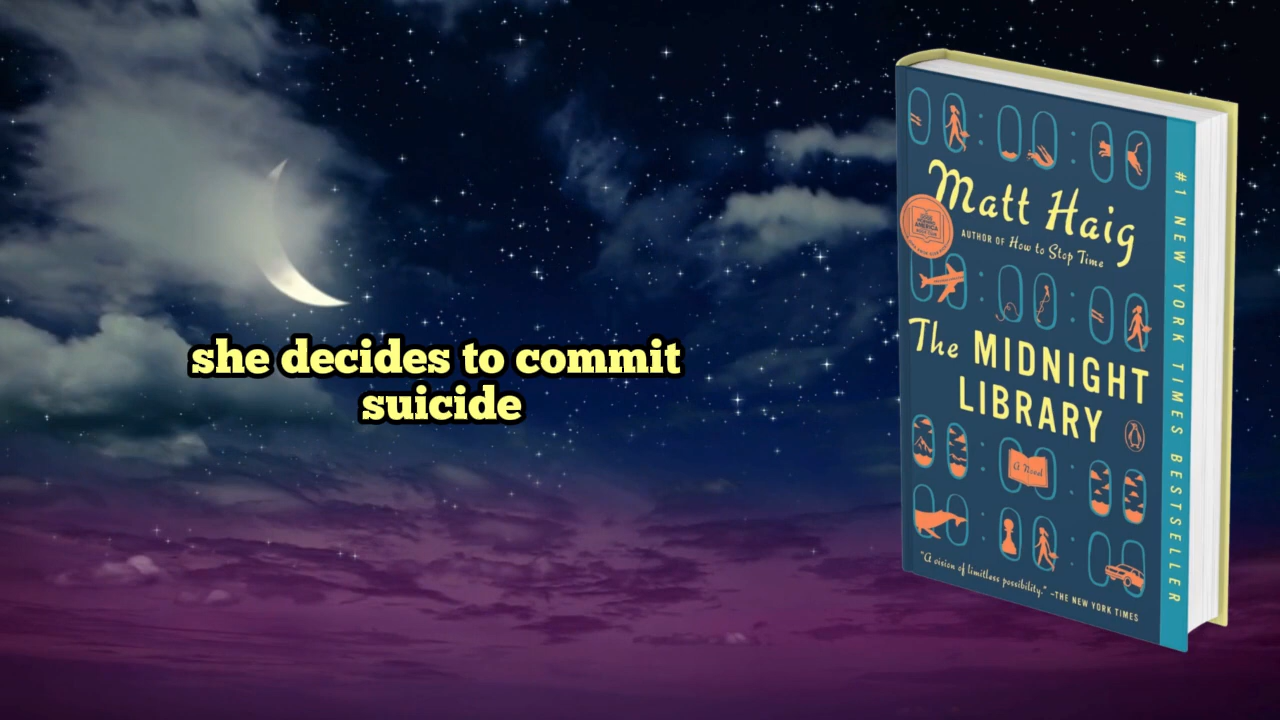 she decides to commit
suicide
Matt Haig
AUTHOR OF How to Stop Time
The MIDNIGHT
LIBRARY
A Novel
"A vision of limitless possibility." –THE NEW YORK TIMES
#1 NEW YORK TIMES BESTSELLER